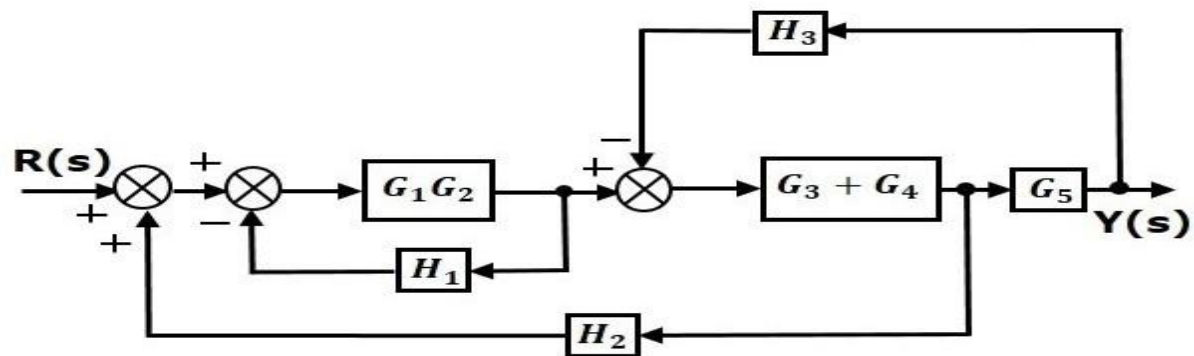 H₃
R(s) + + + − G₁G₂ + − G₃ + G₄ G₅ Y(s)
H₁
H₂